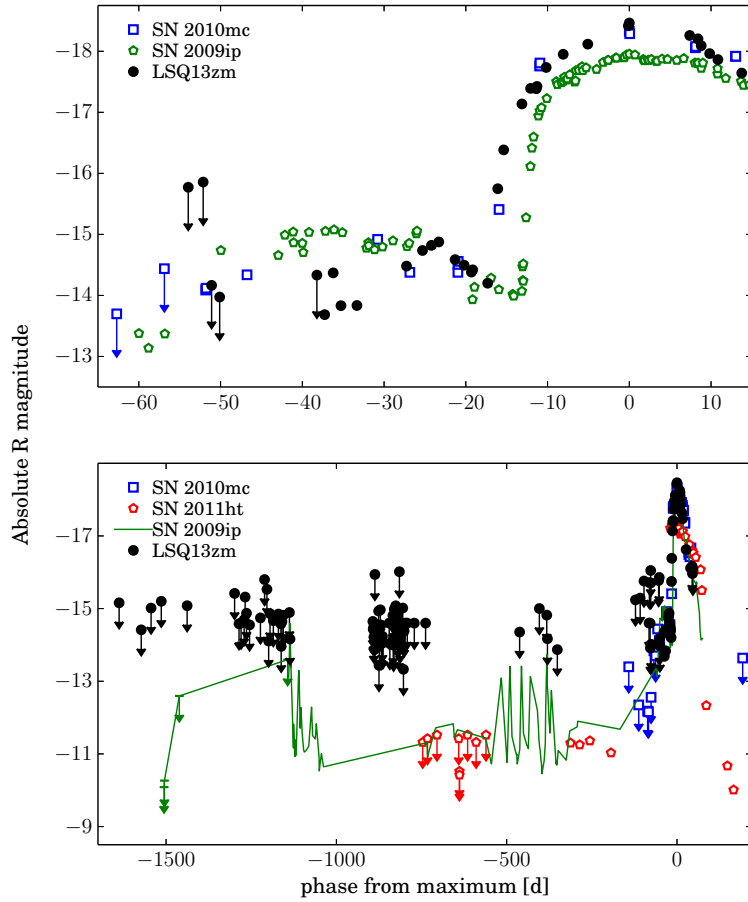 SN 2010mc
SN 2009ip
LSQ13zm
−18
−17
−16
−15
−14
−13
−60
−50
−40
−30
−20
−10
0
10
Absolute R magnitude
SN 2010mc
SN 2011ht
SN 2009ip
LSQ13zm
−17
−15
−13
−11
−9
−1500
−1000
−500
0
phase from maximum [d]